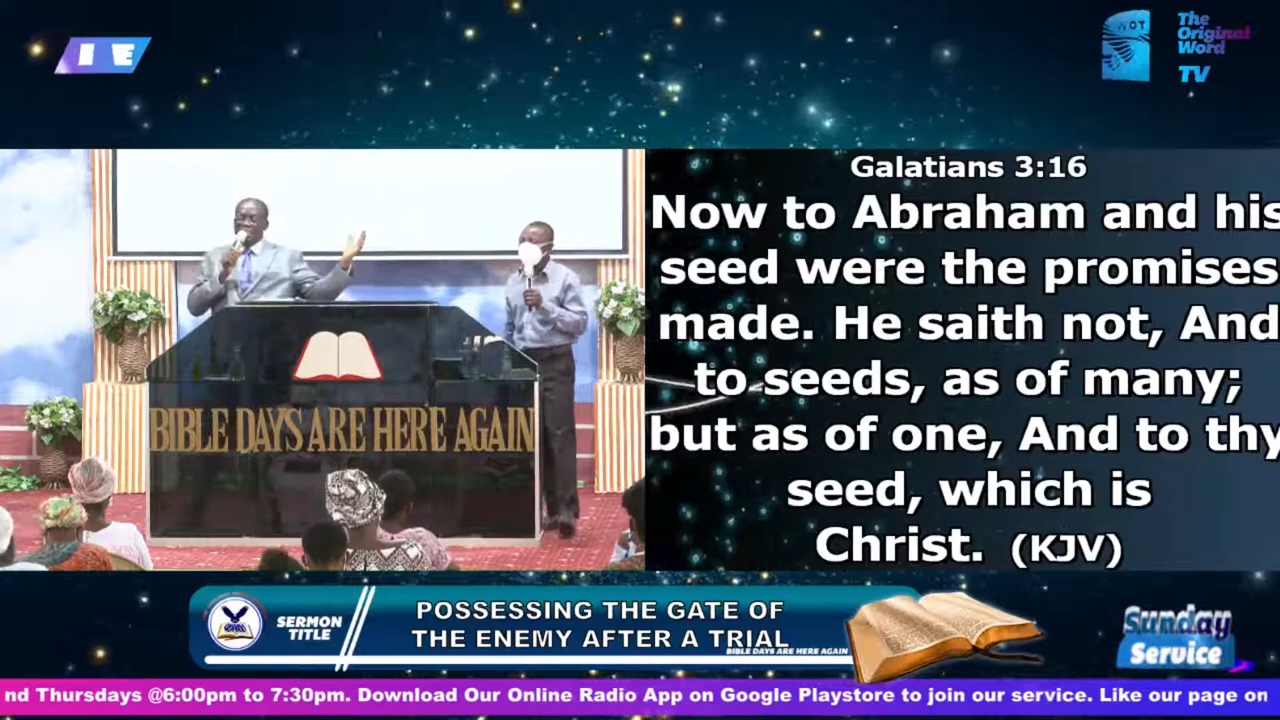 I E
WOT
The
Original
Word
TV
Galatians 3:16
Now to Abraham and his
seed were the promises
made. He saith not, And
to seeds, as of many;
but as of one, And to thy
seed, which is
Christ. (KJV)
BIBLE DAYS ARE HERE AGAIN
SERMON
TITLE
POSSESSING THE GATE OF
THE ENEMY AFTER A TRIAL
BIBLE DAYS ARE HERE AGAIN
Sunday
Service
nd Thursdays @6:00pm to 7:30pm. Download Our Online Radio App on Google Playstore to join our service. Like our page on